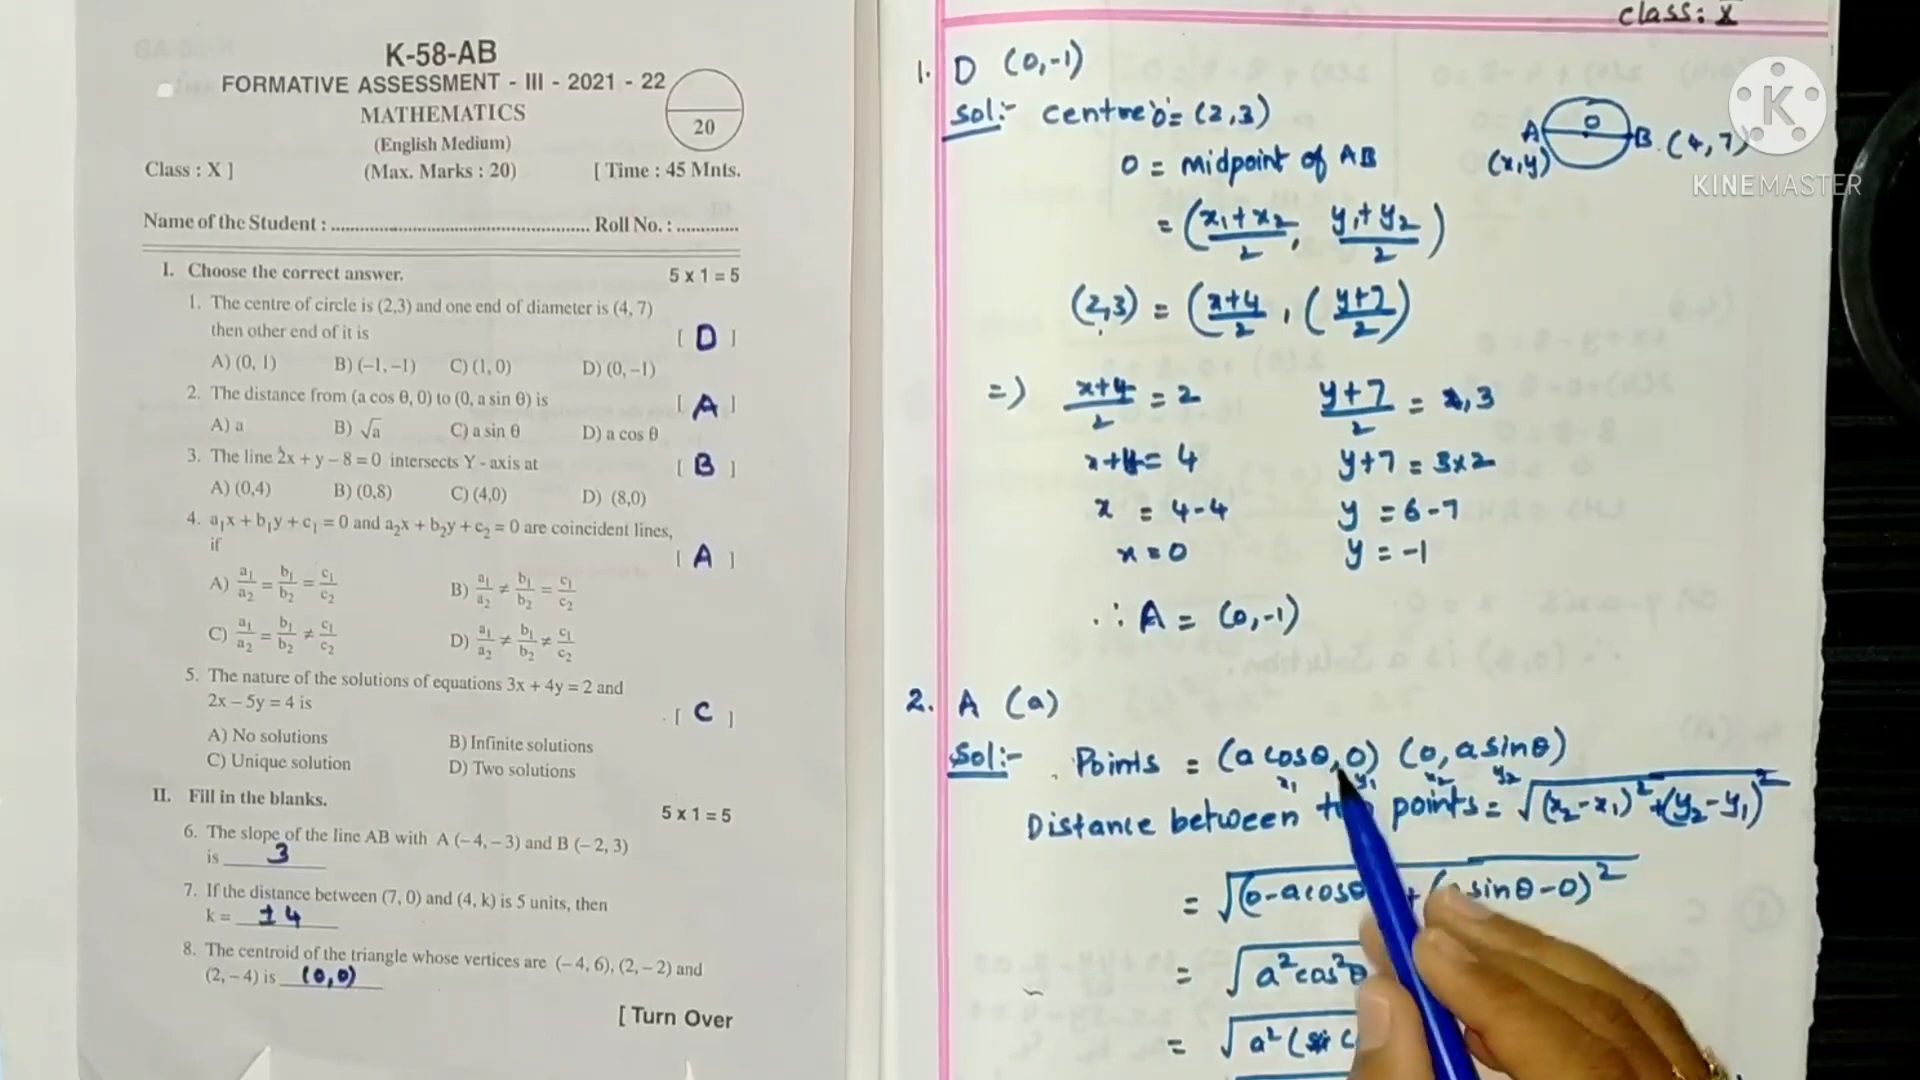 K-58-AB
FORMATIVE ASSESSMENT - III - 2021 - 22
MATHEMATICS
20
(English Medium)
Class : X ]
(Max. Marks : 20)
[ Time : 45 Mnts.
Name of the Student : ................................................... Roll No. : .............
I. Choose the correct answer. 5 x 1 = 5
1. The centre of circle is (2,3) and one end of diameter is (4, 7)
then other end of it is [ D ]
A) (0, 1) B) (−1, −1) C) (1, 0) D) (0, −1)
2. The distance from (a cos θ, 0) to (0, a sin θ) is [ A ]
A) a B) √a C) a sin θ D) a cos θ
3. The line 2x + y − 8 = 0 intersects Y - axis at [ B ]
A) (0,4) B) (0,8) C) (4,0) D) (8,0)
4. a₁x + b₁y + c₁ = 0 and a₂x + b₂y + c₂ = 0 are coincident lines,
if [ A ]
A) a₁/a₂ = b₁/b₂ = c₁/c₂ B) a₁/a₂ ≠ b₁/b₂ = c₁/c₂
C) a₁/a₂ = b₁/b₂ ≠ c₁/c₂ D) a₁/a₂ ≠ b₁/b₂ ≠ c₁/c₂
5. The nature of the solutions of equations 3x + 4y = 2 and
2x − 5y = 4 is [ C ]
A) No solutions B) Infinite solutions
C) Unique solution D) Two solutions
II. Fill in the blanks. 5 x 1 = 5
6. The slope of the line AB with A (−4, −3) and B (−2, 3)
is 3
7. If the distance between (7, 0) and (4, k) is 5 units, then
k = ±4
8. The centroid of the triangle whose vertices are (−4, 6), (2, −2) and
(2, −4) is (0,0)
[ Turn Over
Class: X
1. D (0,-1)
Sol:- centre 'o' = (2,3)
A O B (4,7)
(x,y)
K
KINEMASTER
O = midpoint of AB
= (x₁+x₂/2, y₁+y₂/2)
(2,3) = (x+4/2, (y+7/2)
=) x+4/2 = 2 y+7/2 = 3
x+4 = 4 y+7 = 3x2
x = 4-4 y = 6-7
x = 0 y = -1
∴ A = (0,-1)
2. A (a)
Sol:- Points = (a cosθ, 0) (0, a sinθ)
x₁ y₁ x₂ y₂
Distance between points = √(x₂-x₁)² + (y₂-y₁)²
= √(0-a cosθ + sinθ-0)²
= √a²cos²θ
= √a²(